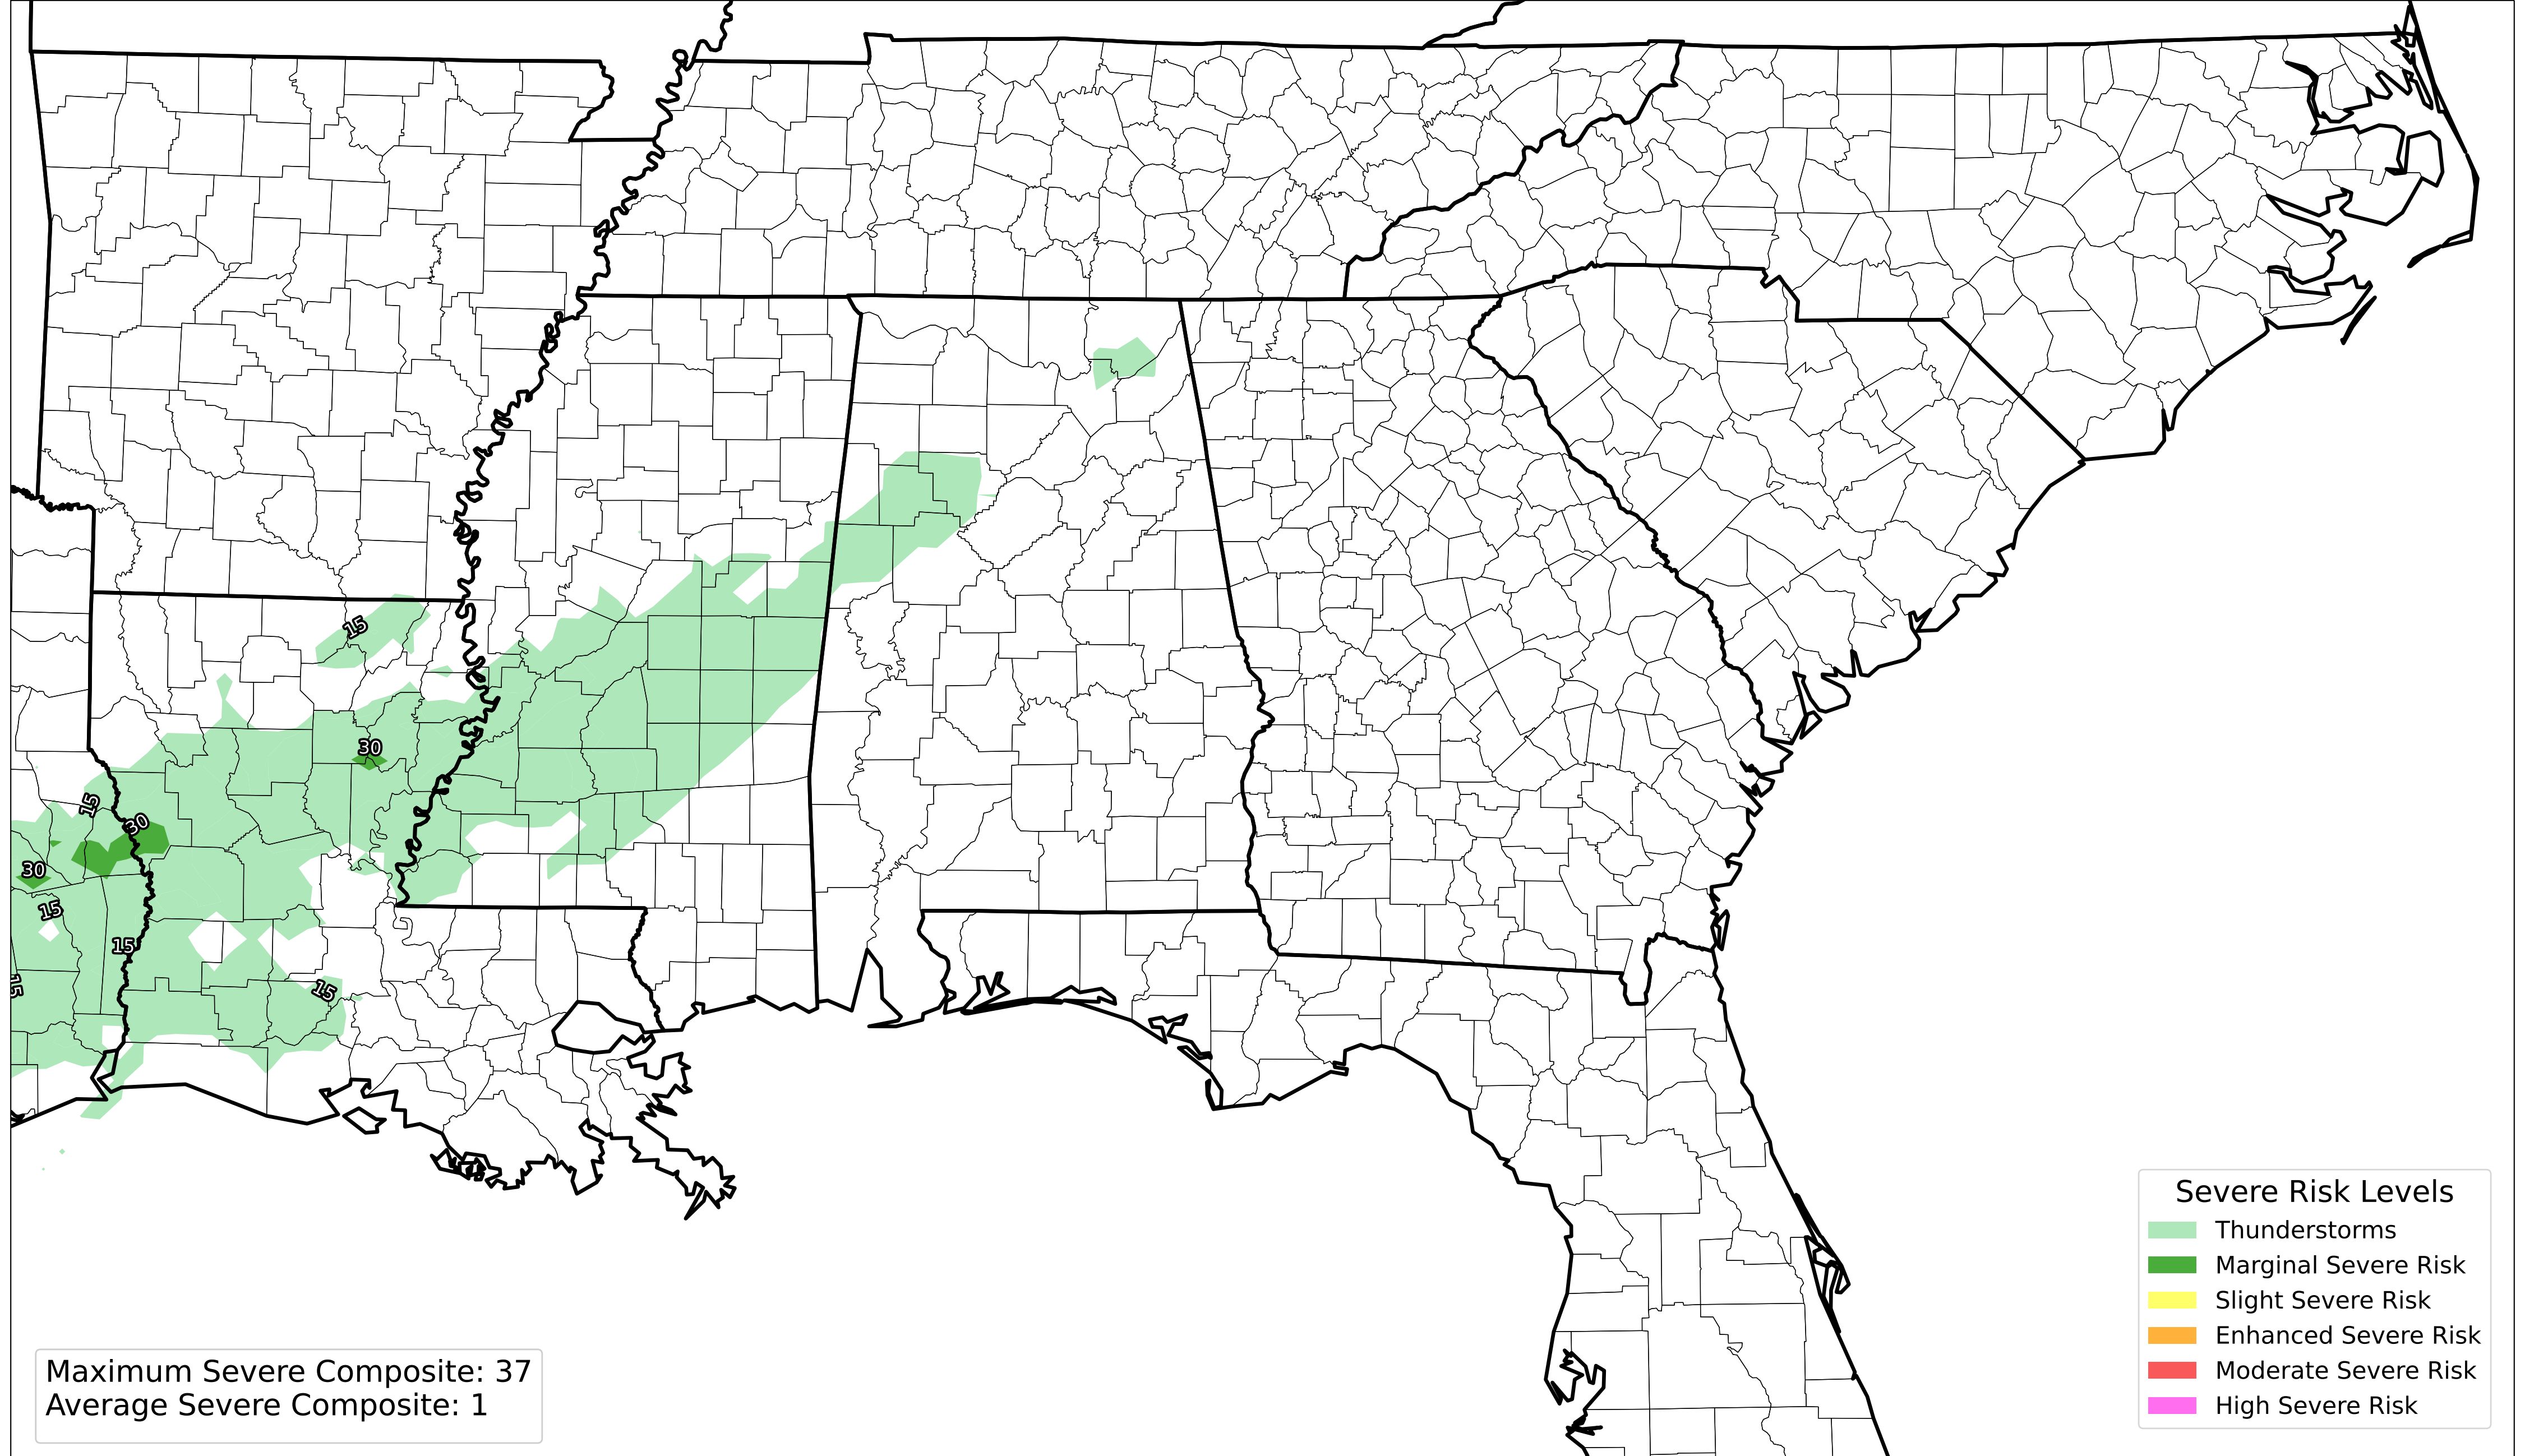 15
30
15
30
30
15
15
15
15
Maximum Severe Composite: 37
Average Severe Composite: 1
Severe Risk Levels
Thunderstorms
Marginal Severe Risk
Slight Severe Risk
Enhanced Severe Risk
Moderate Severe Risk
High Severe Risk